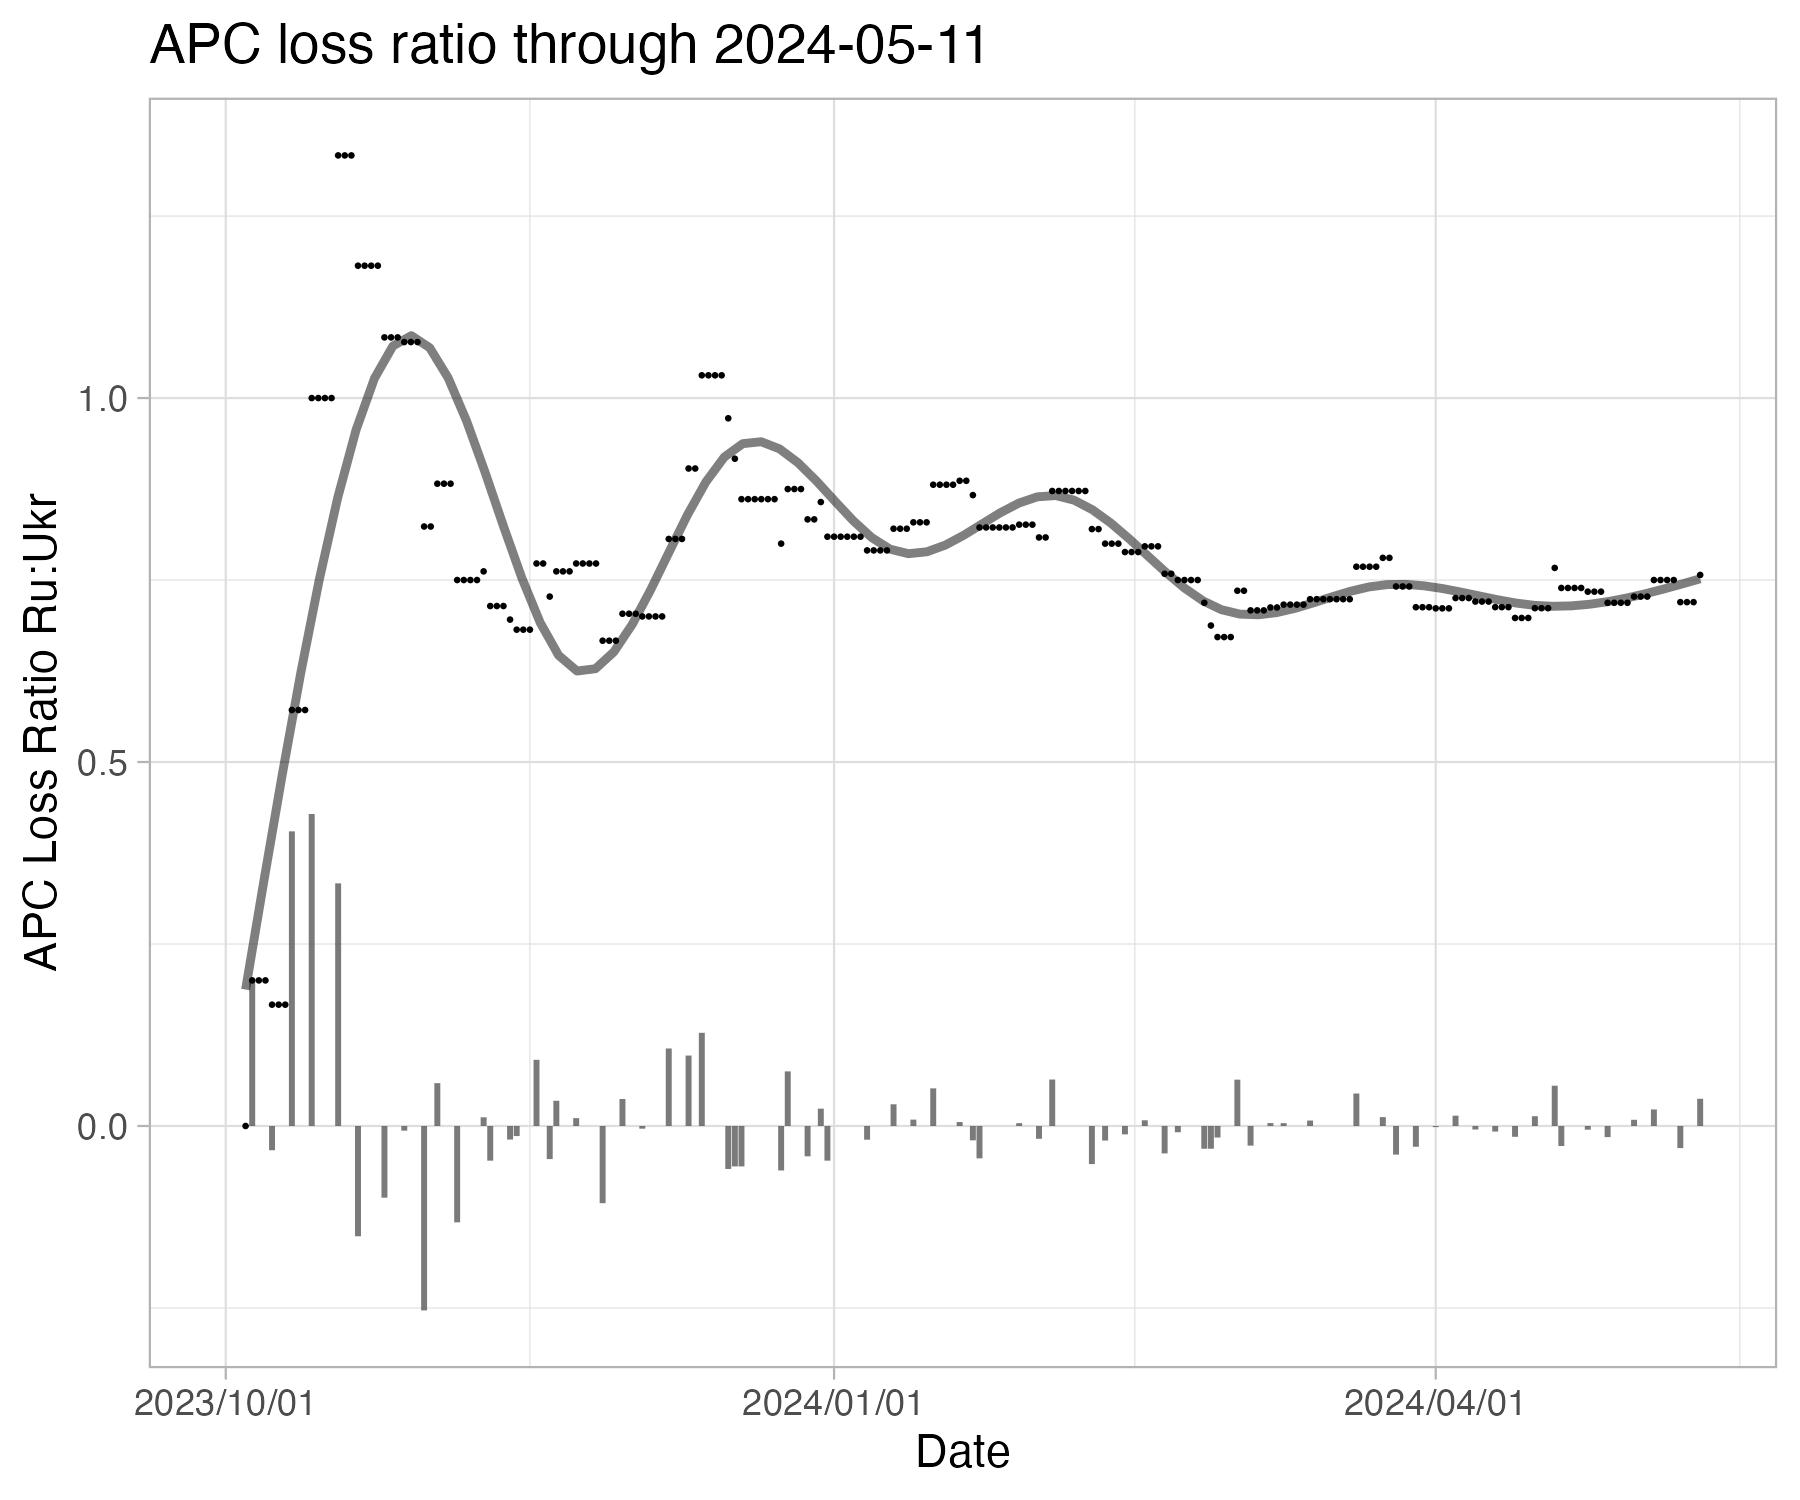 APC loss ratio through 2024-05-11
APC Loss Ratio Ru:Ukr
1.0
0.5
0.0
2023/10/01
2024/01/01
2024/04/01
Date